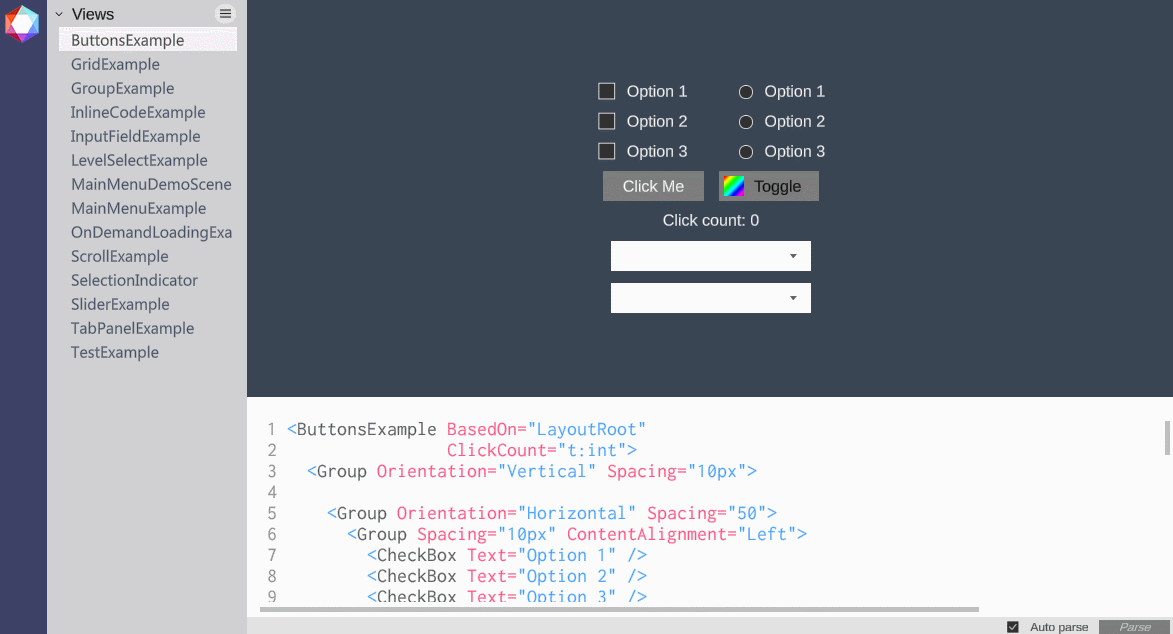 Views
ButtonsExample
GridExample
GroupExample
InlineCodeExample
InputFieldExample
LevelSelectExample
MainMenuDemoScene
MainMenuExample
OnDemandLoadingExa
ScrollExample
SelectionIndicator
SliderExample
TabPanelExample
TestExample
Option 1 Option 1
Option 2 Option 2
Option 3 Option 3
Click Me Toggle
Click count: 0
1 <ButtonsExample BasedOn="LayoutRoot"
2 ClickCount="t:int">
3 <Group Orientation="Vertical" Spacing="10px">
4
5 <Group Orientation="Horizontal" Spacing="50">
6 <Group Spacing="10px" ContentAlignment="Left">
7 <CheckBox Text="Option 1" />
8 <CheckBox Text="Option 2" />
9 <CheckBox Text="Option 3" />
Auto parse Parse